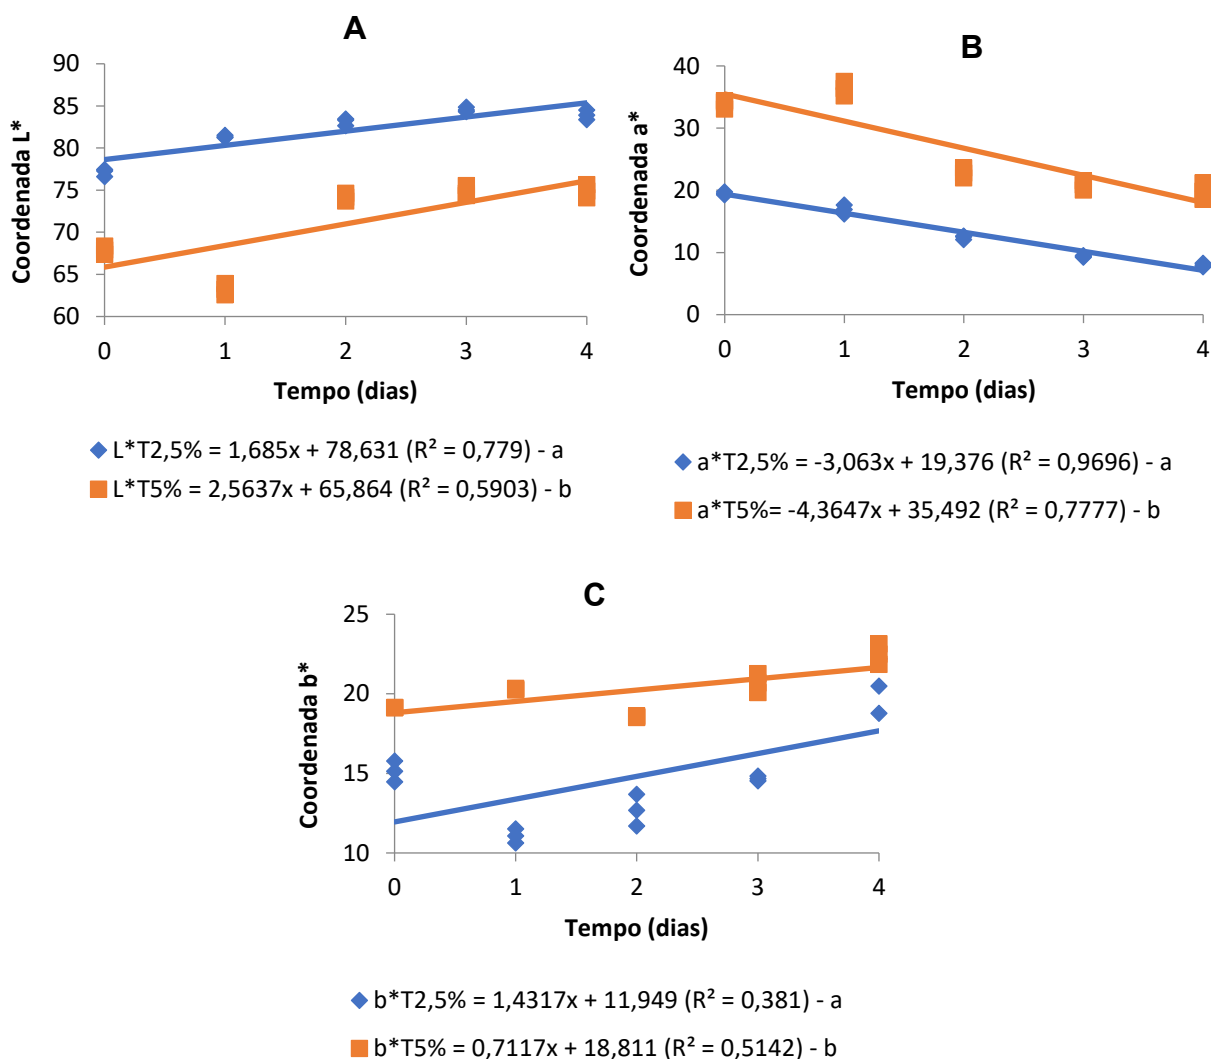 A
90
85
80
75
70
65
60
Coordenada L*
0 1 2 3 4
Tempo (dias)
L*T2,5% = 1,685x + 78,631 (R² = 0,779) - a
L*T5% = 2,5637x + 65,864 (R² = 0,5903) - b
B
40
30
20
10
0
Coordenada a*
0 1 2 3 4
Tempo (dias)
a*T2,5% = -3,063x + 19,376 (R² = 0,9696) - a
a*T5%= -4,3647x + 35,492 (R² = 0,7777) - b
C
25
20
15
10
Coordenada b*
0 1 2 3 4
Tempo (dias)
b*T2,5% = 1,4317x + 11,949 (R² = 0,381) - a
b*T5% = 0,7117x + 18,811 (R² = 0,5142) - b